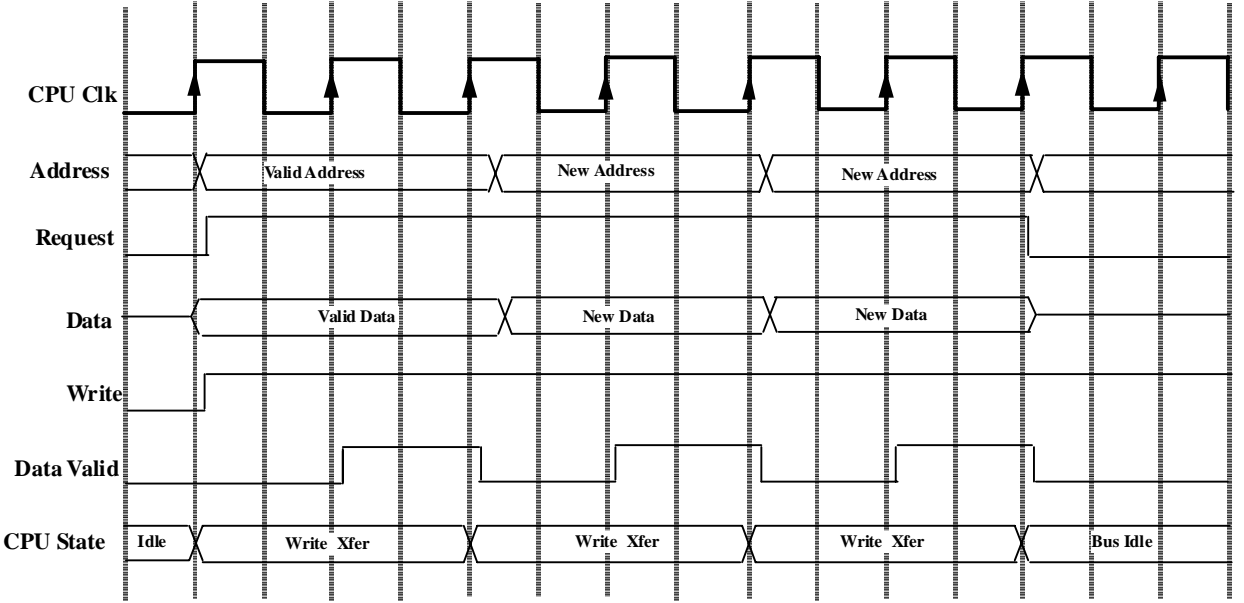 CPU Clk
Address Valid Address New Address New Address
Request
Data Valid Data New Data New Data
Write
Data Valid
CPU State Idle Write Xfer Write Xfer Write Xfer Bus Idle